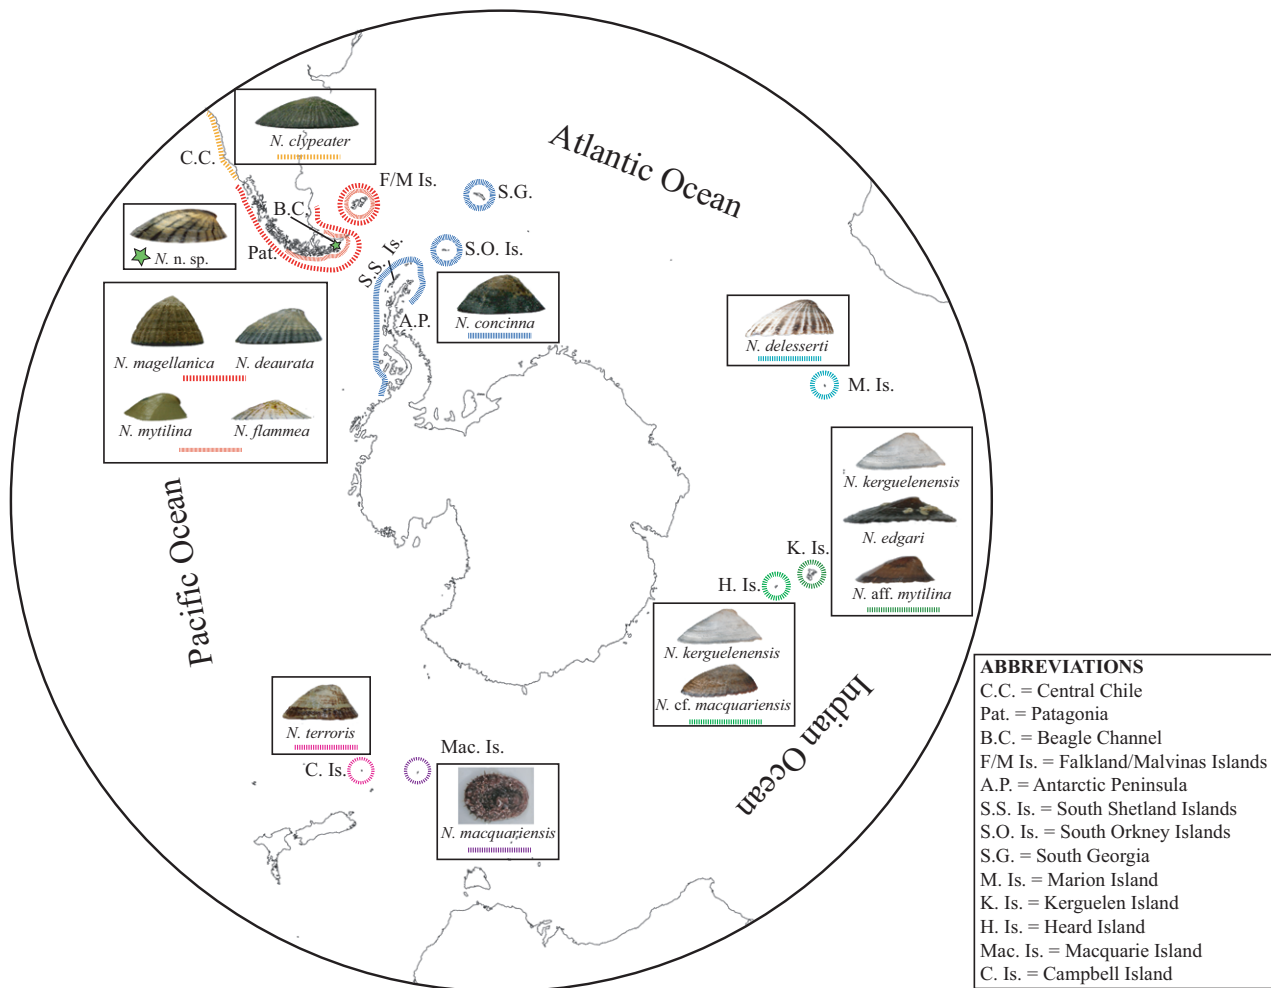 N. clypeater
C.C.
F/M Is.
S.G.
B.C.
Atlantic Ocean
N. n. sp.
Pat.
S.S. Is.
S.O. Is.
A.P.
N. concinna
N. magellanica
N. deaurata
N. mytilina
N. flammea
N. delesserti
M. Is.
Pacific Ocean
N. kerguelenensis
N. edgari
N. aff. mytilina
K. Is.
H. Is.
N. kerguelenensis
N. cf. macquariensis
Indian Ocean
N. terroris
C. Is.
Mac. Is.
N. macquariensis
ABBREVIATIONS
C.C. = Central Chile
Pat. = Patagonia
B.C. = Beagle Channel
F/M Is. = Falkland/Malvinas Islands
A.P. = Antarctic Peninsula
S.S. Is. = South Shetland Islands
S.O. Is. = South Orkney Islands
S.G. = South Georgia
M. Is. = Marion Island
K. Is. = Kerguelen Island
H. Is. = Heard Island
Mac. Is. = Macquarie Island
C. Is. = Campbell Island